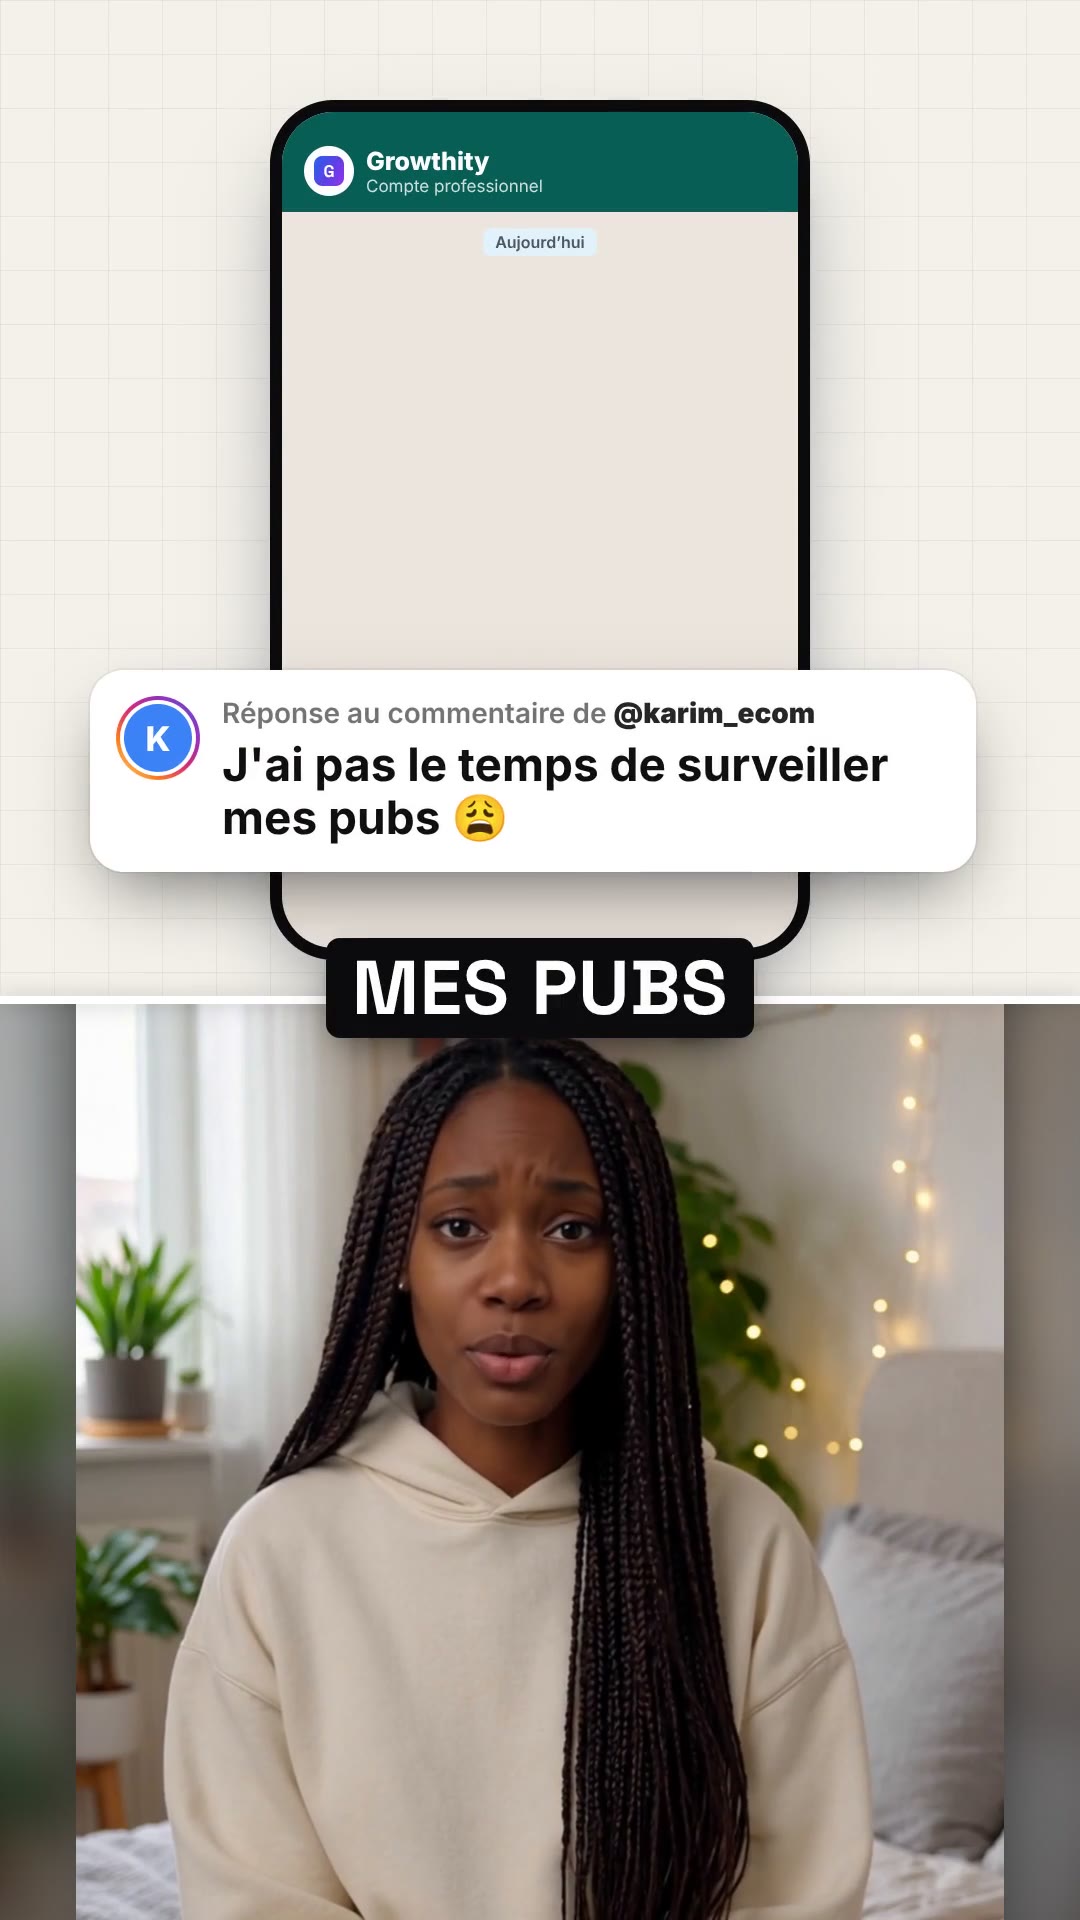 G
Growthity
Compte professionnel
Aujourd’hui
K
Réponse au commentaire de @karim_ecom
J'ai pas le temps de surveiller
mes pubs 😩
MES PUBS